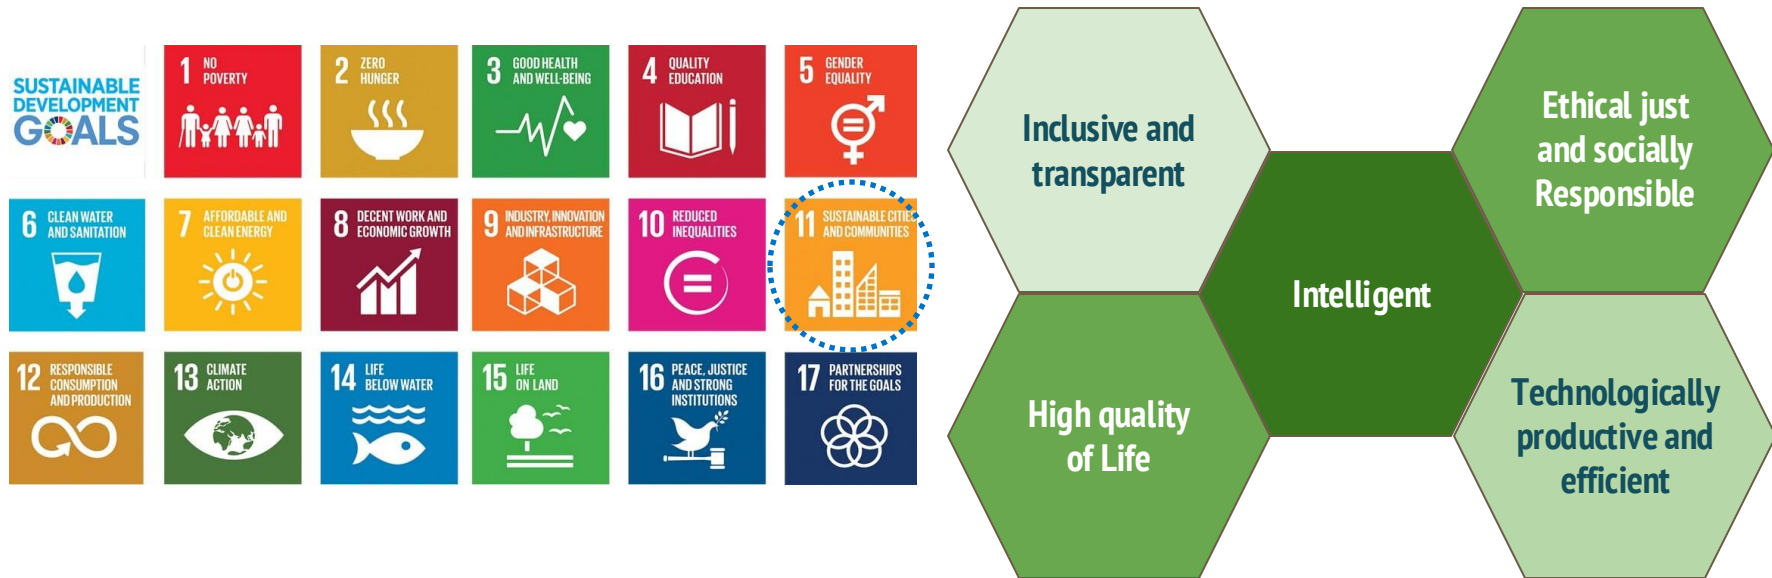 SUSTAINABLE
DEVELOPMENT
GOALS
1 NO
POVERTY
2 ZERO
HUNGER
3 GOOD HEALTH
AND WELL-BEING
4 QUALITY
EDUCATION
5 GENDER
EQUALITY
6 CLEAN WATER
AND SANITATION
7 AFFORDABLE AND
CLEAN ENERGY
8 DECENT WORK AND
ECONOMIC GROWTH
9 INDUSTRY, INNOVATION
AND INFRASTRUCTURE
10 REDUCED
INEQUALITIES
11 SUSTAINABLE CITIES
AND COMMUNITIES
12 RESPONSIBLE
CONSUMPTION
AND PRODUCTION
13 CLIMATE
ACTION
14 LIFE
BELOW WATER
15 LIFE
ON LAND
16 PEACE, JUSTICE
AND STRONG
INSTITUTIONS
17 PARTNERSHIPS
FOR THE GOALS
Inclusive and
transparent
Ethical just
and socially
Responsible
Intelligent
High quality
of Life
Technologically
productive and
efficient